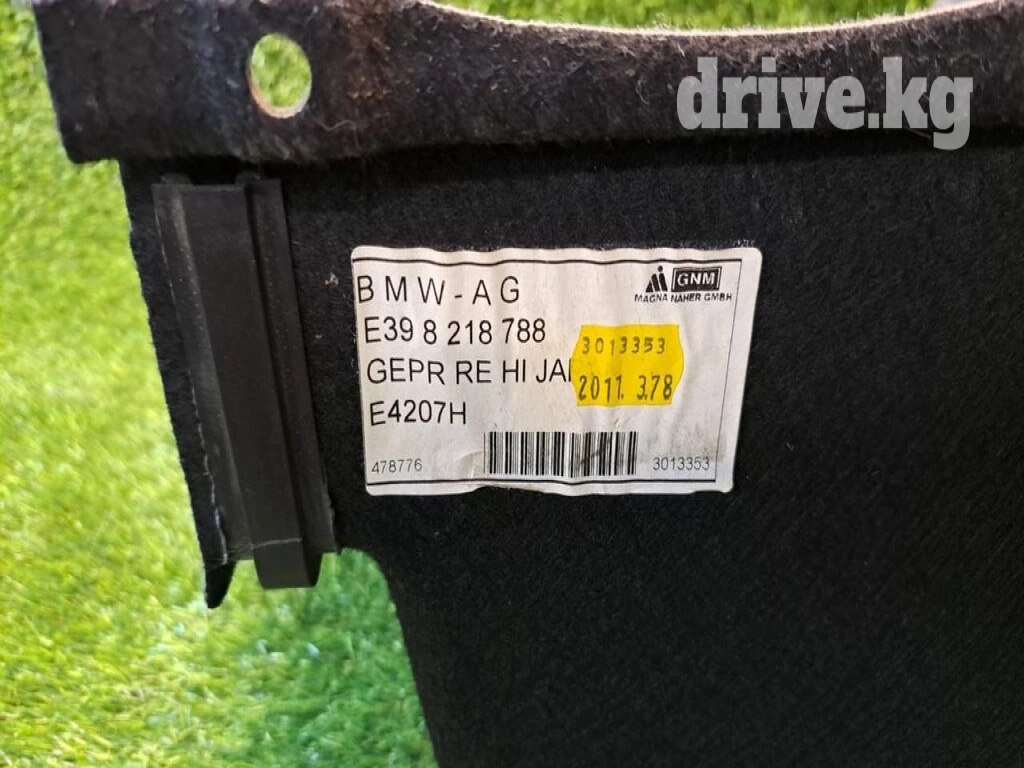 drive.kg
BMW-AG
GNM
MAGNA NAHER GMBH
E39 8 218 788
3013353
GEPR RE HI
2011. 378
E4207H
478776
3013353